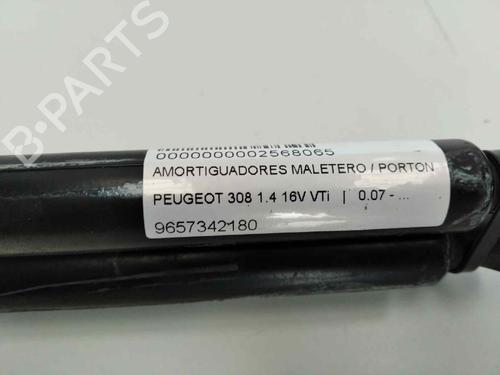 B-PARTS
0000000002568065
AMORTIGUADORES MALETERO / PORTON
PEUGEOT 308 1.4 16V VTi | 0.07 - ...
9657342180